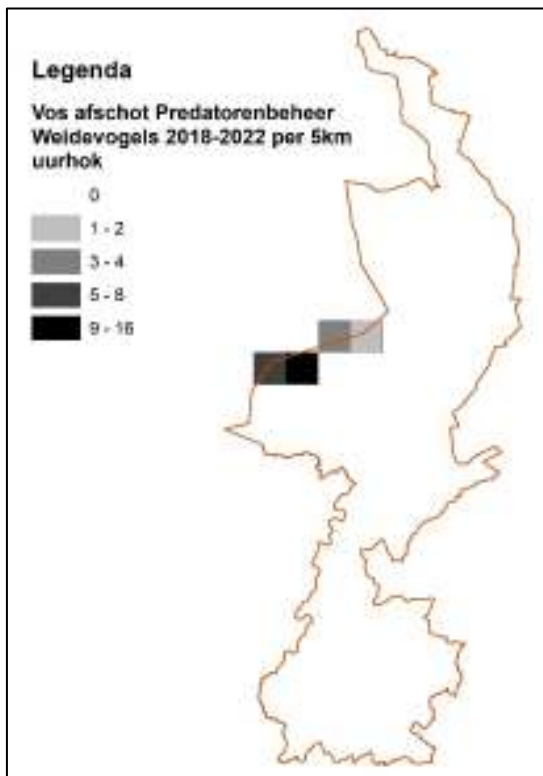 Legenda
Vos afschot Predatorenbeheer
Weidevogels 2018-2022 per 5km
uurhok
0
1 - 2
3 - 4
5 - 8
9 - 16